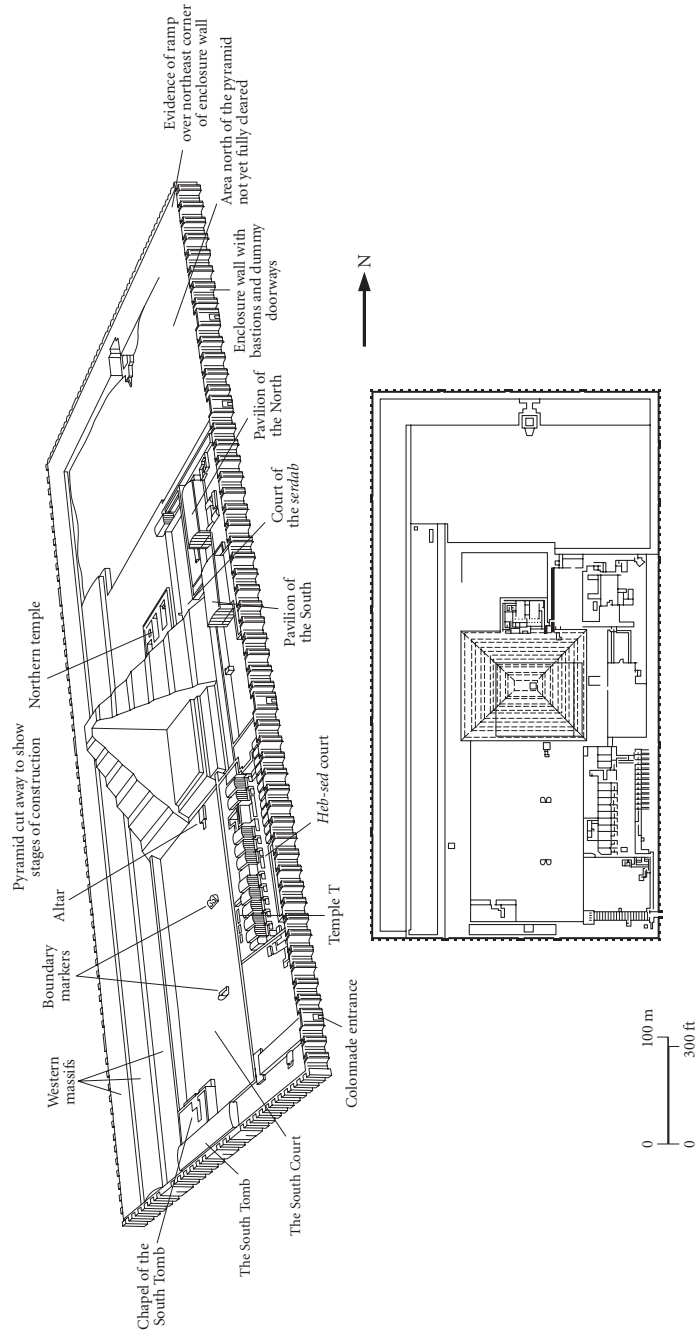 Evidence of ramp
over northeast corner
of enclosure wall
Area north of the pyramid
not yet fully cleared
Enclosure wall with
bastions and dummy
doorways
Pavilion of
the North
Court of
the serdab
Pavilion of
the South
Northern temple
Pyramid cut away to show
stages of construction
Heb-sed court
Altar
Temple T
Boundary
markers
Colonnade entrance
Western
massifs
The South Court
The South Tomb
Chapel of the
South Tomb
N
B
B
0
100 m
0
300 ft